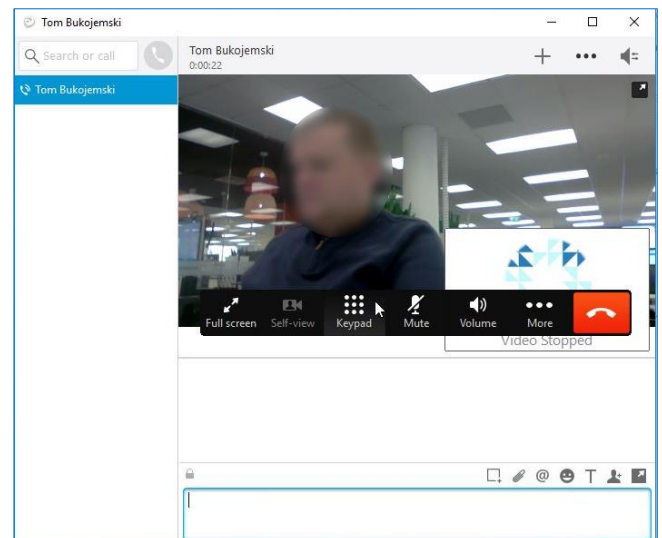 Tom Bukojemski
Search or call
Tom Bukojemski
0:00:22
Tom Bukojemski
Full screen
Self-view
Keypad
Mute
Volume
More
Video Stopped